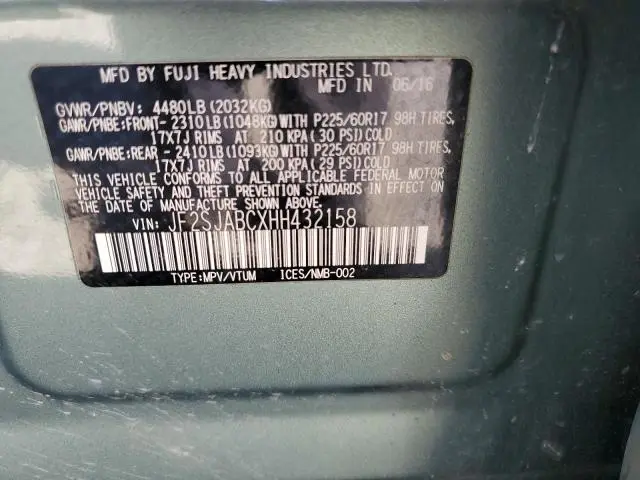 MFD BY FUJI HEAVY INDUSTRIES LTD.
MFD IN 06/16
GVWR/PNBV: 4480LB (2032KG)
GAWR/PNBE:FRONT- 2310LB(1048KG)WITH P225/60R17 98H TIRES,
17X7J RIMS AT 210 KPA( 30 PSI)COLD
GAWR/PNBE:REAR - 2410LB(1093KG)WITH P225/60R17 98H TIRES,
17X7J RIMS AT 200 KPA( 29 PSI)COLD
THIS VEHICLE CONFORMS TO ALL APPLICABLE FEDERAL MOTOR
VEHICLE SAFETY AND THEFT PREVENTION STANDARDS IN EFFECT
ON THE DATE OF MANUFACTURE SHOWN ABOVE.
VIN: JF2SJABCXHH432158
TYPE:MPV/VTUM ICES/NMB-002